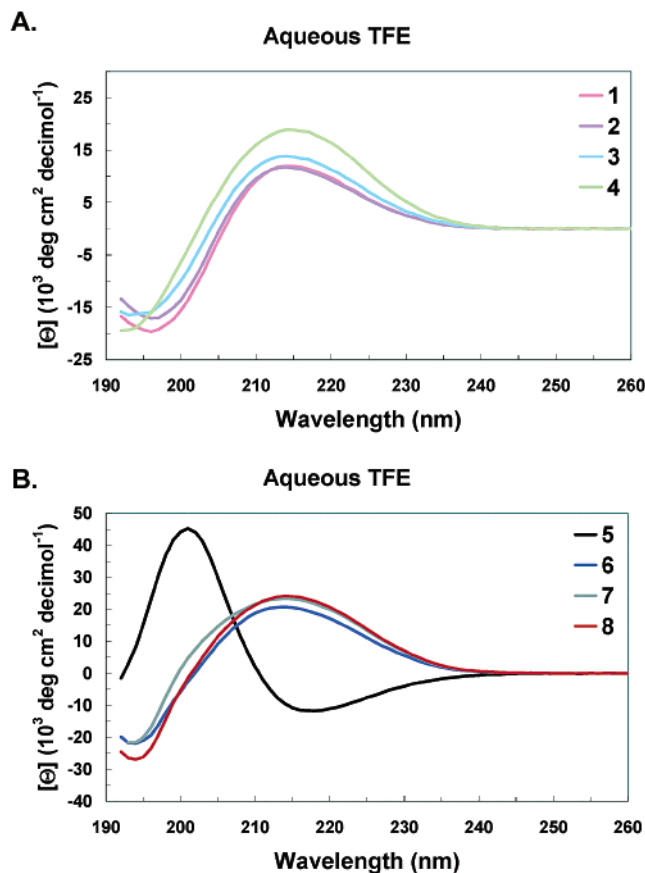 A.
Aqueous TFE
[Θ] (10³ deg cm² decimol⁻¹)
25
15
5
-5
-15
-25
1
2
3
4
190 200 210 220 230 240 250 260
Wavelength (nm)
B.
Aqueous TFE
[Θ] (10³ deg cm² decimol⁻¹)
50
40
30
20
10
0
-10
-20
-30
-40
5
6
7
8
190 200 210 220 230 240 250 260
Wavelength (nm)